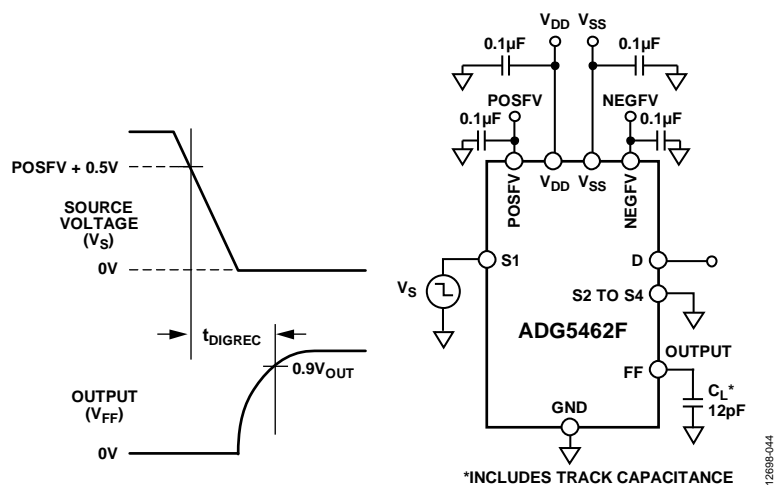 POSFV + 0.5V
SOURCE
VOLTAGE
(VS)
0V
tDIGREC
OUTPUT
(VFF)
0.9VOUT
0V
VDD VSS
0.1µF 0.1µF
POSFV NEGFV
0.1µF 0.1µF
POSFV VDD VSS NEGFV
VS S1 D
S2 TO S4
ADG5462F
OUTPUT
FF
CL*
12pF
GND
*INCLUDES TRACK CAPACITANCE
12698-044